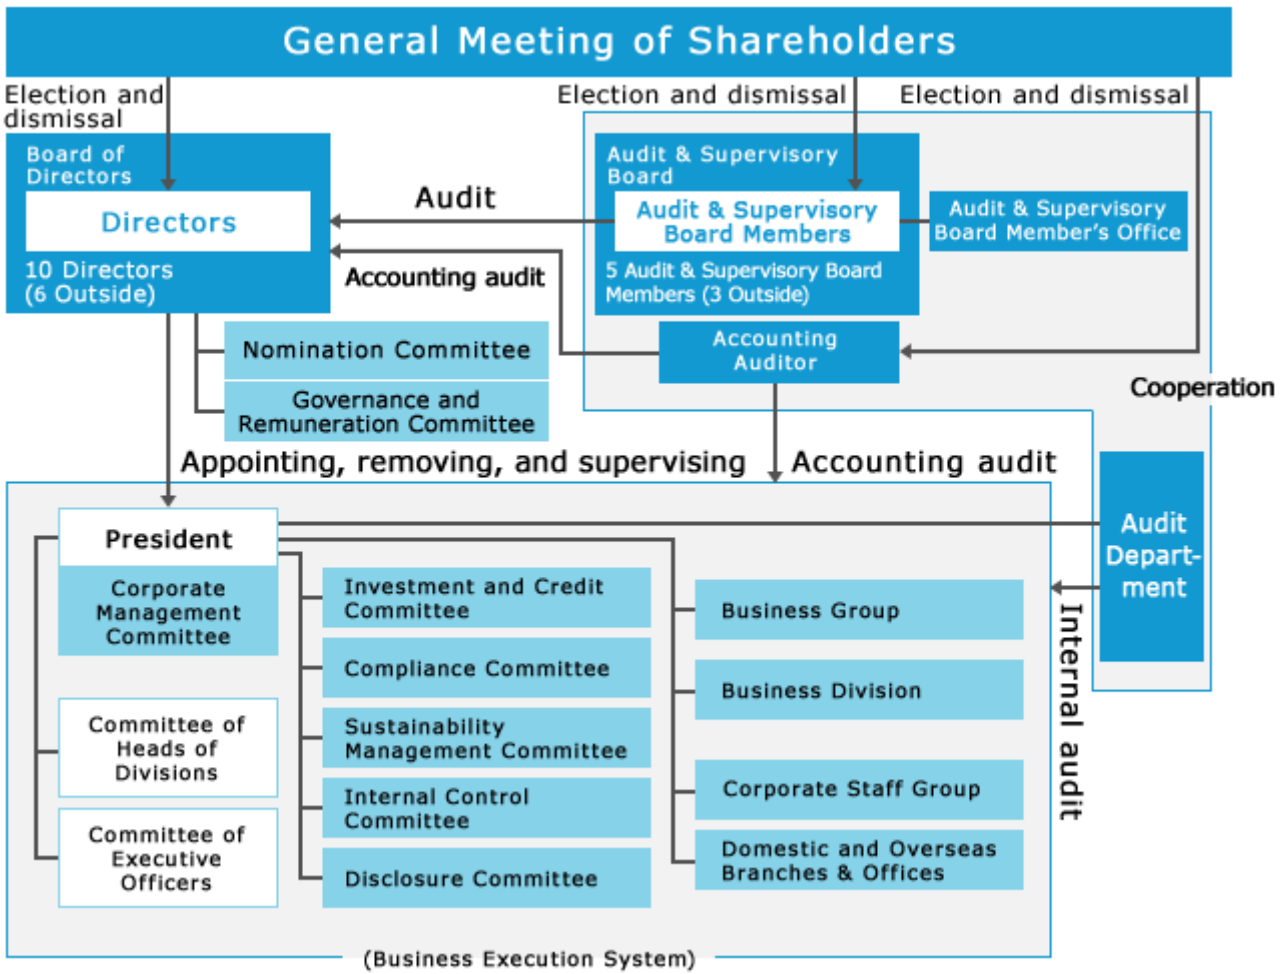 General Meeting of Shareholders
Election and
dismissal
Election and dismissal
Election and dismissal
Board of
Directors
Directors
10 Directors
(6 Outside)
Audit
Accounting audit
Audit & Supervisory
Board
Audit & Supervisory
Board Members
5 Audit & Supervisory Board
Members (3 Outside)
Audit & Supervisory
Board Member's Office
Accounting
Auditor
Nomination Committee
Governance and
Remuneration Committee
Cooperation
Appointing, removing, and supervising
Accounting audit
President
Corporate
Management
Committee
Committee of
Heads of
Divisions
Committee of
Executive
Officers
Investment and Credit
Committee
Compliance Committee
Sustainability
Management Committee
Internal Control
Committee
Disclosure Committee
Business Group
Business Division
Corporate Staff Group
Domestic and Overseas
Branches & Offices
Audit
Depart-
ment
Internal audit
(Business Execution System)